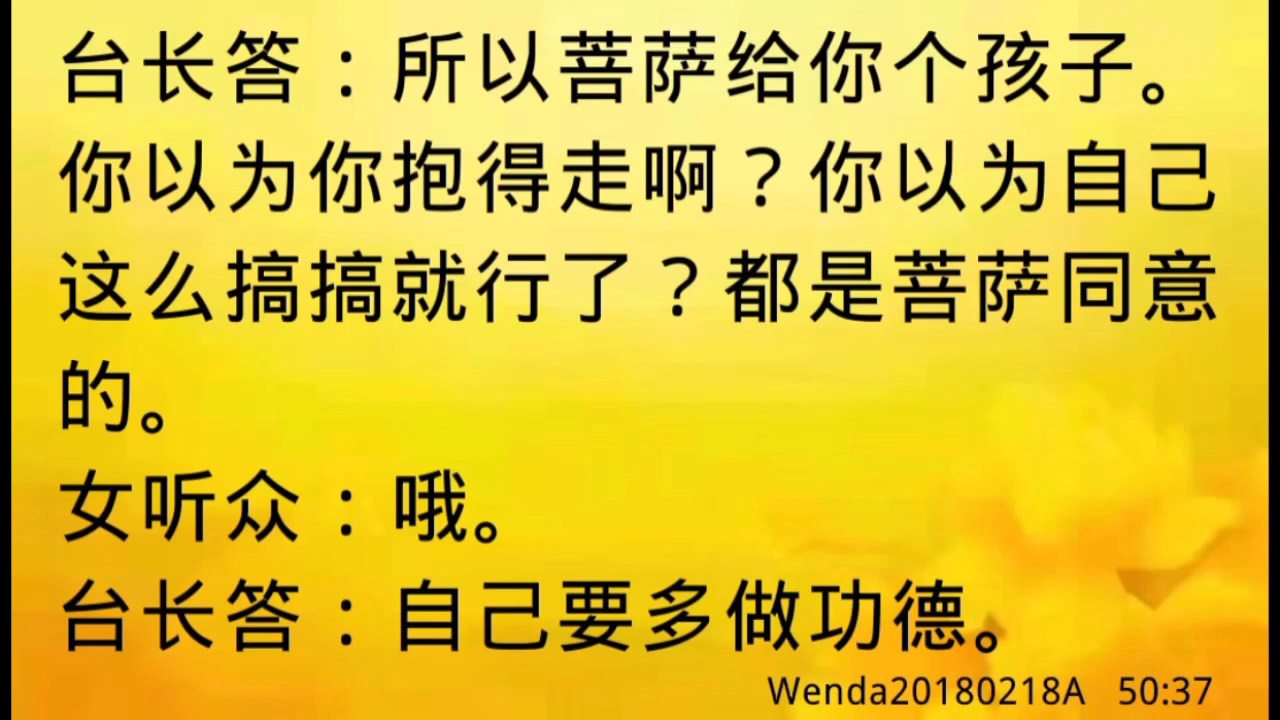 台长答：所以菩萨给你个孩子。
你以为你抱得走啊？你以为自己
这么搞搞就行了？都是菩萨同意
的。
女听众：哦。
台长答：自己要多做功德。
Wenda20180218A 50:37